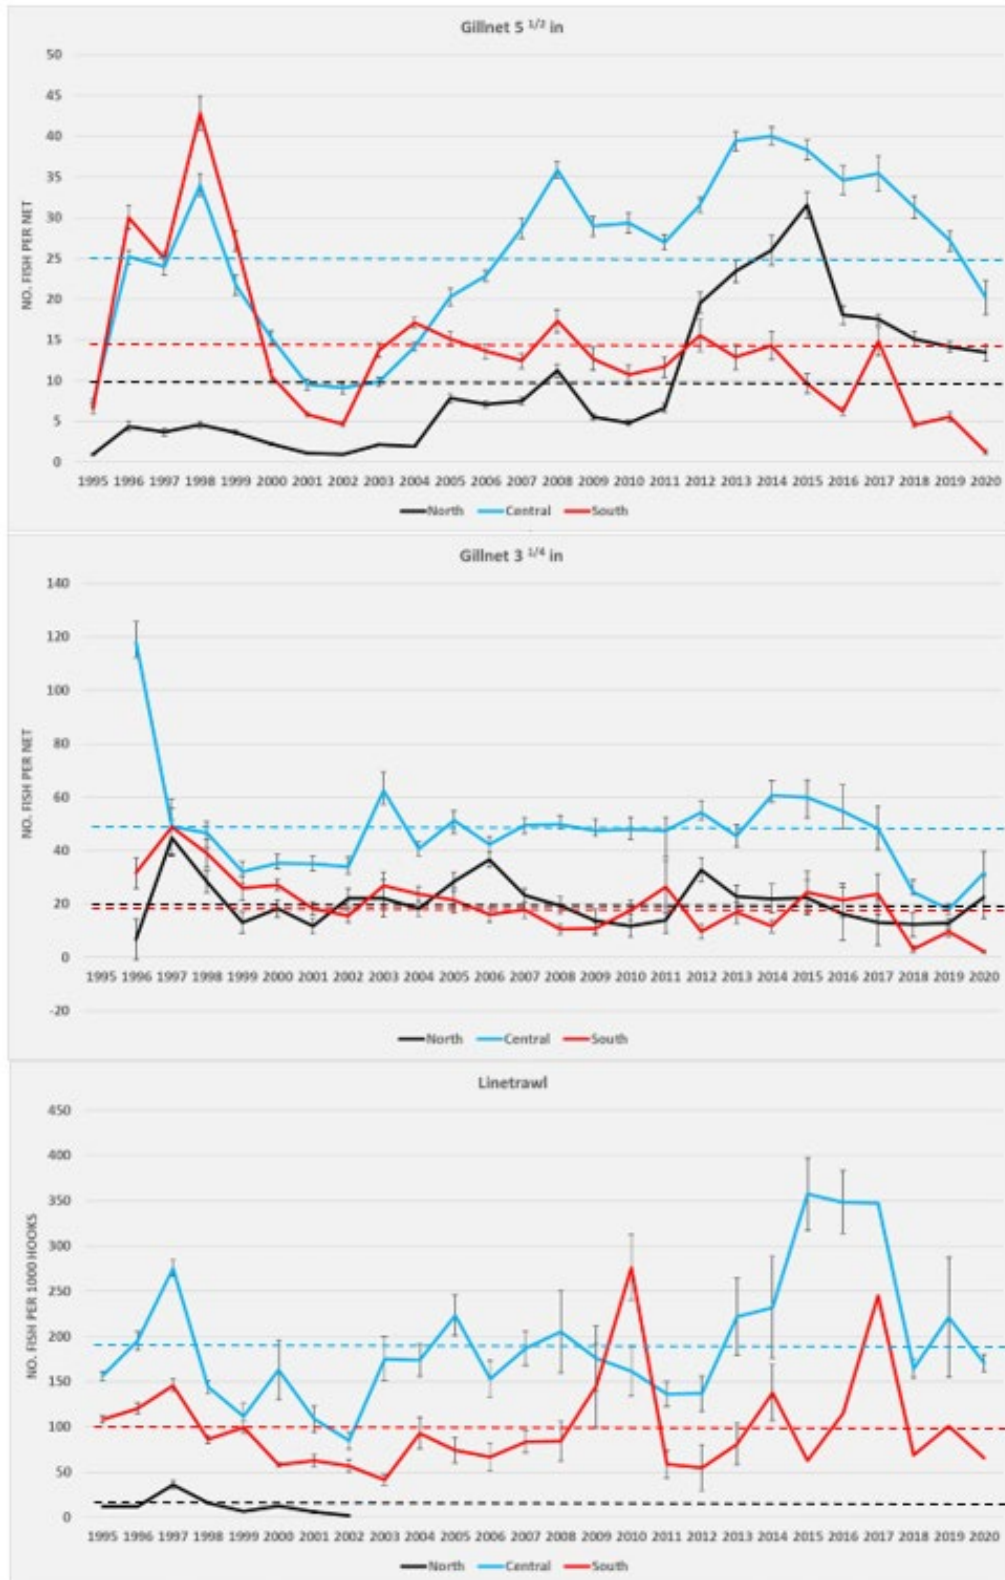 Gillnet 5 1/2 in
50
45
40
35
30
25
20
15
10
5
0
NO. FISH PER NET
1995 1996 1997 1998 1999 2000 2001 2002 2003 2004 2005 2006 2007 2008 2009 2010 2011 2012 2013 2014 2015 2016 2017 2018 2019 2020
North Central South
Gillnet 3 1/4 in
140
120
100
80
60
40
20
0
-20
NO. FISH PER NET
1995 1996 1997 1998 1999 2000 2001 2002 2003 2004 2005 2006 2007 2008 2009 2010 2011 2012 2013 2014 2015 2016 2017 2018 2019 2020
North Central South
Linetrawl
450
400
350
300
250
200
150
100
50
0
NO. FISH PER 1000 HOOKS
1995 1996 1997 1998 1999 2000 2001 2002 2003 2004 2005 2006 2007 2008 2009 2010 2011 2012 2013 2014 2015 2016 2017 2018 2019 2020
North Central South